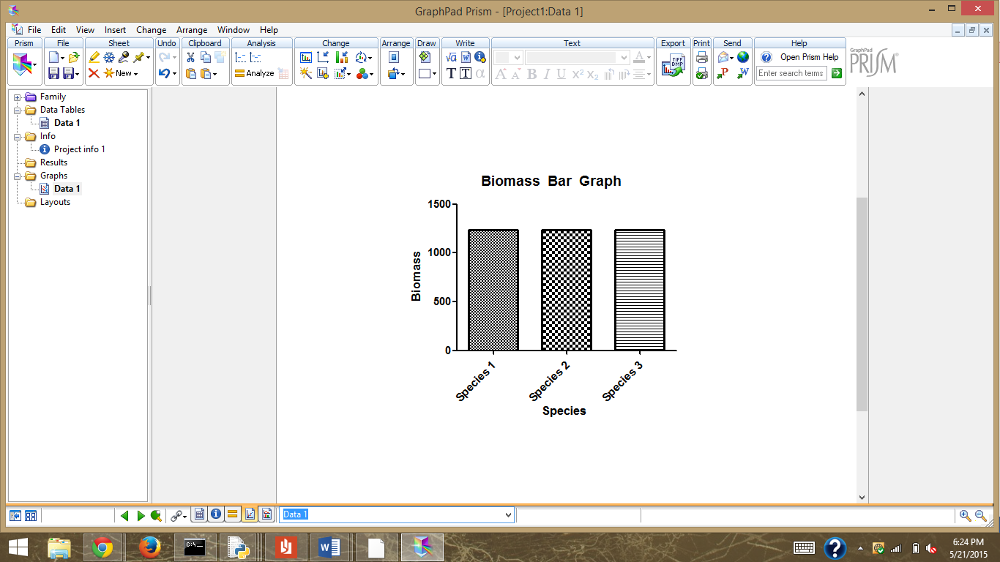 GraphPad Prism - [Project1:Data 1]
File Edit View Insert Change Arrange Window Help
Prism File Sheet Undo Clipboard Analysis Change Arrange Draw Write Text Export Print Send Help
New
Analyze
TIFF
BMP
Open Prism Help
Enter search terms
GraphPad
PRISM®
Family
Data Tables
Data 1
Info
Project info 1
Results
Graphs
Data 1
Layouts
Biomass Bar Graph
1500
1000
500
0
Biomass
Species 1
Species 2
Species 3
Species
Data 1
6:24 PM
5/21/2015